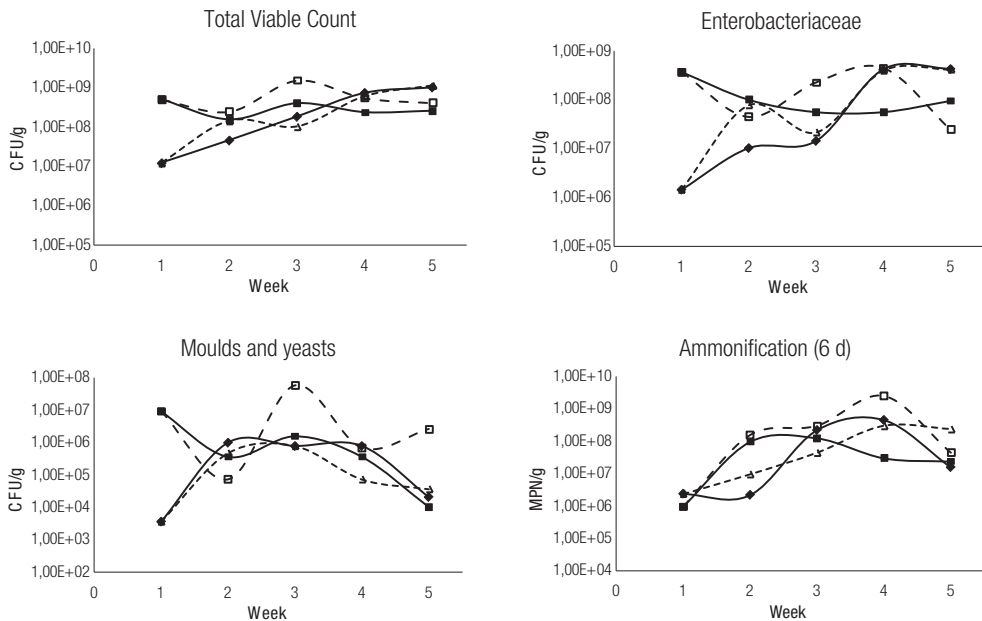 Total Viable Count
1,00E+10
1,00E+09
1,00E+08
1,00E+07
1,00E+06
1,00E+05
CFU/g
0 1 2 3 4 5
Week
Enterobacteriaceae
1,00E+09
1,00E+08
1,00E+07
1,00E+06
1,00E+05
CFU/g
0 1 2 3 4 5
Week
Moulds and yeasts
1,00E+08
1,00E+07
1,00E+06
1,00E+05
1,00E+04
1,00E+03
1,00E+02
CFU/g
0 1 2 3 4 5
Week
Ammonification (6 d)
1,00E+10
1,00E+09
1,00E+08
1,00E+07
1,00E+06
1,00E+05
1,00E+04
MPN/g
0 1 2 3 4 5
Week